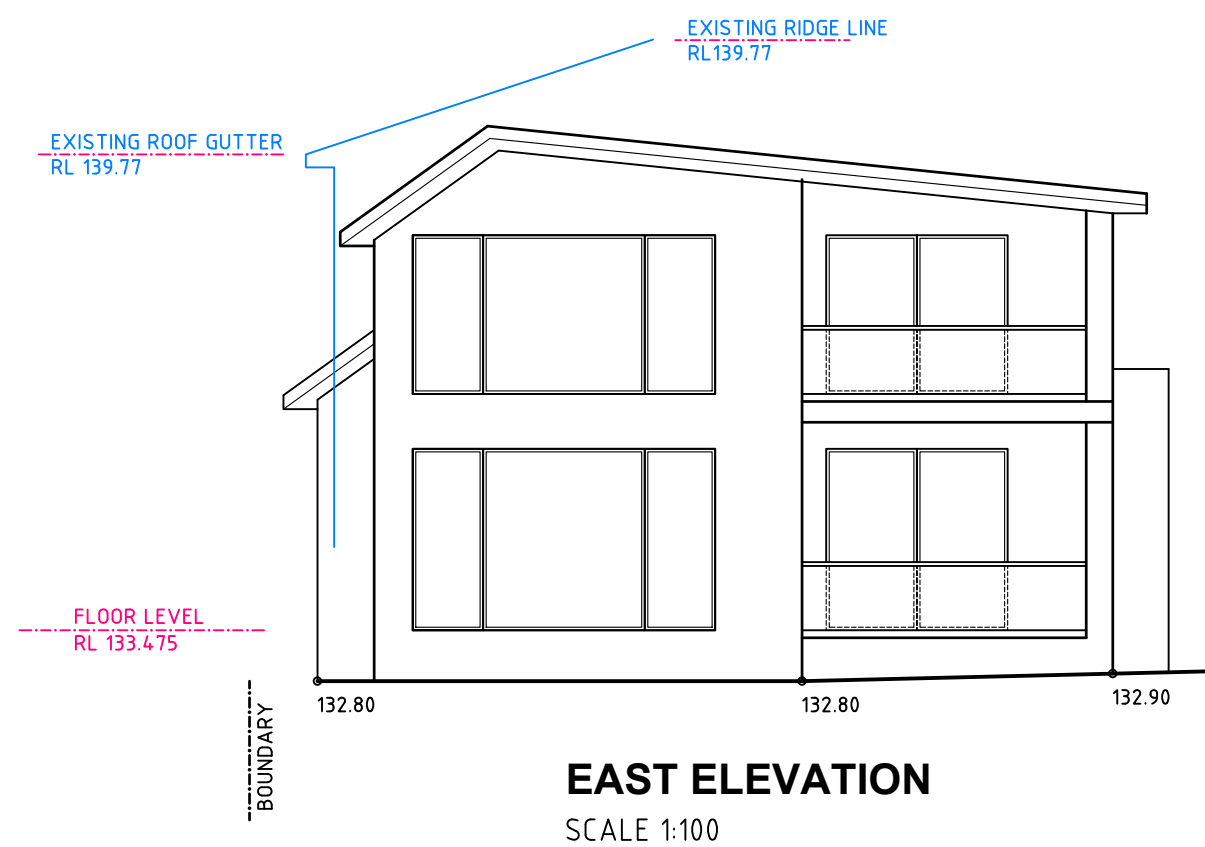 EXISTING RIDGE LINE
RL139.77
EXISTING ROOF GUTTER
RL 139.77
FLOOR LEVEL
RL 133.475
BOUNDARY
132.80
132.80
132.90
EAST ELEVATION
SCALE 1:100